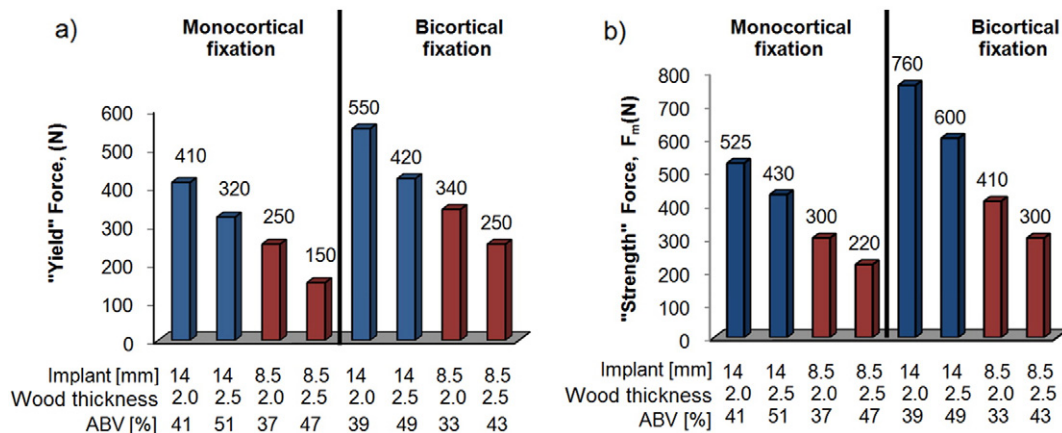 a)
Monocortical fixation
Bicortical fixation
"Yield" Force, (N)
600
500
400
300
200
100
0
410
320
250
150
550
420
340
250
Implant [mm] 14 14 8.5 8.5 14 14 8.5 8.5
Wood thickness 2.0 2.5 2.0 2.5 2.0 2.5 2.0 2.5
ABV [%] 41 51 37 47 39 49 33 43
b)
Monocortical fixation
Bicortical fixation
"Strength" Force, Fm(N)
800
700
600
500
400
300
200
100
0
525
430
300
220
760
600
410
300
Implant [mm] 14 14 8.5 8.5 14 14 8.5 8.5
Wood thickness 2.0 2.5 2.0 2.5 2.0 2.5 2.0 2.5
ABV [%] 41 51 37 47 39 49 33 43